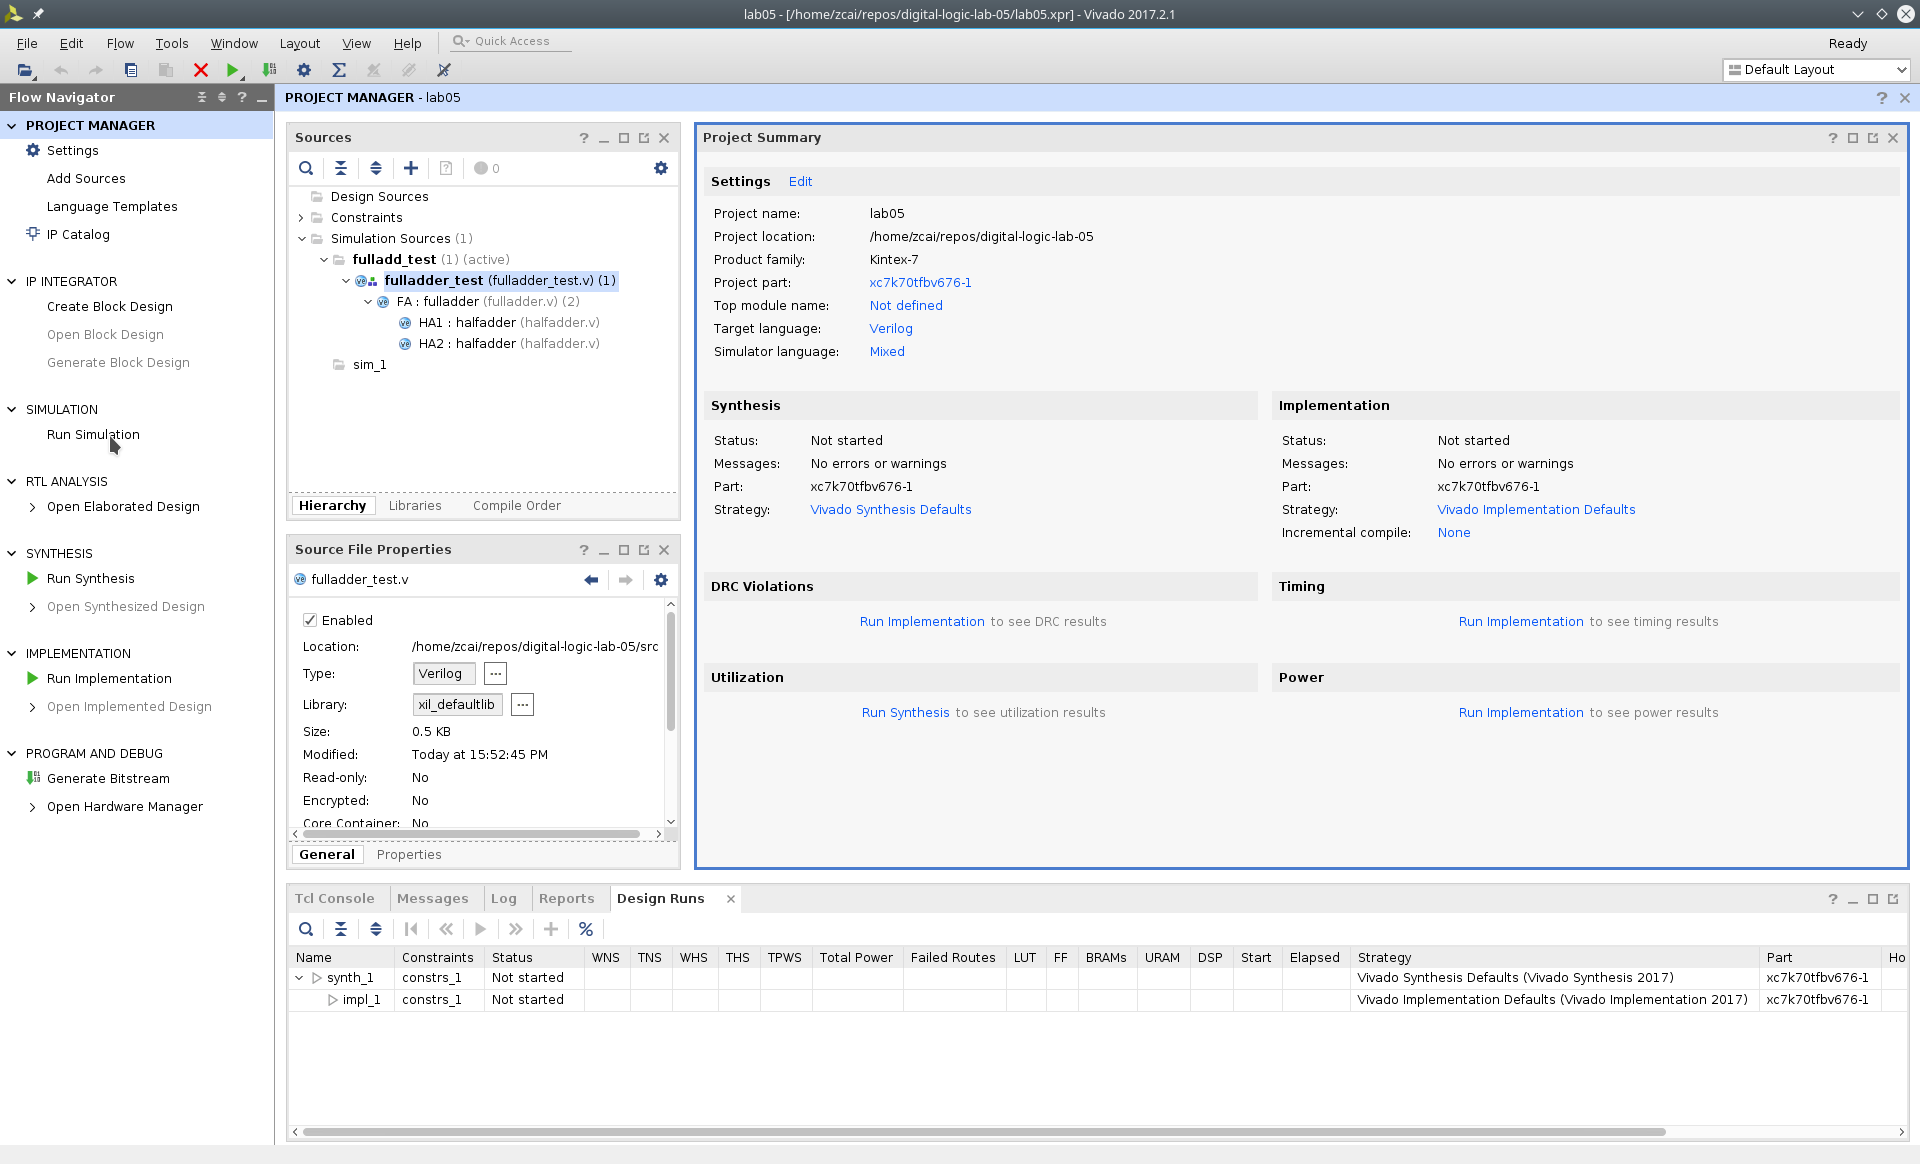 lab05 - [/home/zcai/repos/digital-logic-lab-05/lab05.xpr] - Vivado 2017.2.1
File Edit Flow Tools Window Layout View Help Quick Access Ready
Default Layout
Flow Navigator
PROJECT MANAGER
Settings
Add Sources
Language Templates
IP Catalog
IP INTEGRATOR
Create Block Design
Open Block Design
Generate Block Design
SIMULATION
Run Simulation
RTL ANALYSIS
Open Elaborated Design
SYNTHESIS
Run Synthesis
Open Synthesized Design
IMPLEMENTATION
Run Implementation
Open Implemented Design
PROGRAM AND DEBUG
Generate Bitstream
Open Hardware Manager
PROJECT MANAGER - lab05
Sources
0
Design Sources
Constraints
Simulation Sources (1)
fulladd_test (1) (active)
fulladder_test (fulladder_test.v) (1)
FA : fulladder (fulladder.v) (2)
HA1 : halfadder (halfadder.v)
HA2 : halfadder (halfadder.v)
sim_1
Hierarchy Libraries Compile Order
Source File Properties
fulladder_test.v
Enabled
Location: /home/zcai/repos/digital-logic-lab-05/src
Type: Verilog ...
Library: xil_defaultlib ...
Size: 0.5 KB
Modified: Today at 15:52:45 PM
Read-only: No
Encrypted: No
Core Container: No
General Properties
Project Summary
Settings Edit
Project name: lab05
Project location: /home/zcai/repos/digital-logic-lab-05
Product family: Kintex-7
Project part: xc7k70tfbv676-1
Top module name: Not defined
Target language: Verilog
Simulator language: Mixed
Synthesis
Status: Not started
Messages: No errors or warnings
Part: xc7k70tfbv676-1
Strategy: Vivado Synthesis Defaults
Implementation
Status: Not started
Messages: No errors or warnings
Part: xc7k70tfbv676-1
Strategy: Vivado Implementation Defaults
Incremental compile: None
DRC Violations
Run Implementation to see DRC results
Timing
Run Implementation to see timing results
Utilization
Run Synthesis to see utilization results
Power
Run Implementation to see power results
Tcl Console Messages Log Reports Design Runs
Name Constraints Status WNS TNS WHS THS TPWS Total Power Failed Routes LUT FF BRAMs URAM DSP Start Elapsed Strategy Part Ho
synth_1 constrs_1 Not started Vivado Synthesis Defaults (Vivado Synthesis 2017) xc7k70tfbv676-1
impl_1 constrs_1 Not started Vivado Implementation Defaults (Vivado Implementation 2017) xc7k70tfbv676-1